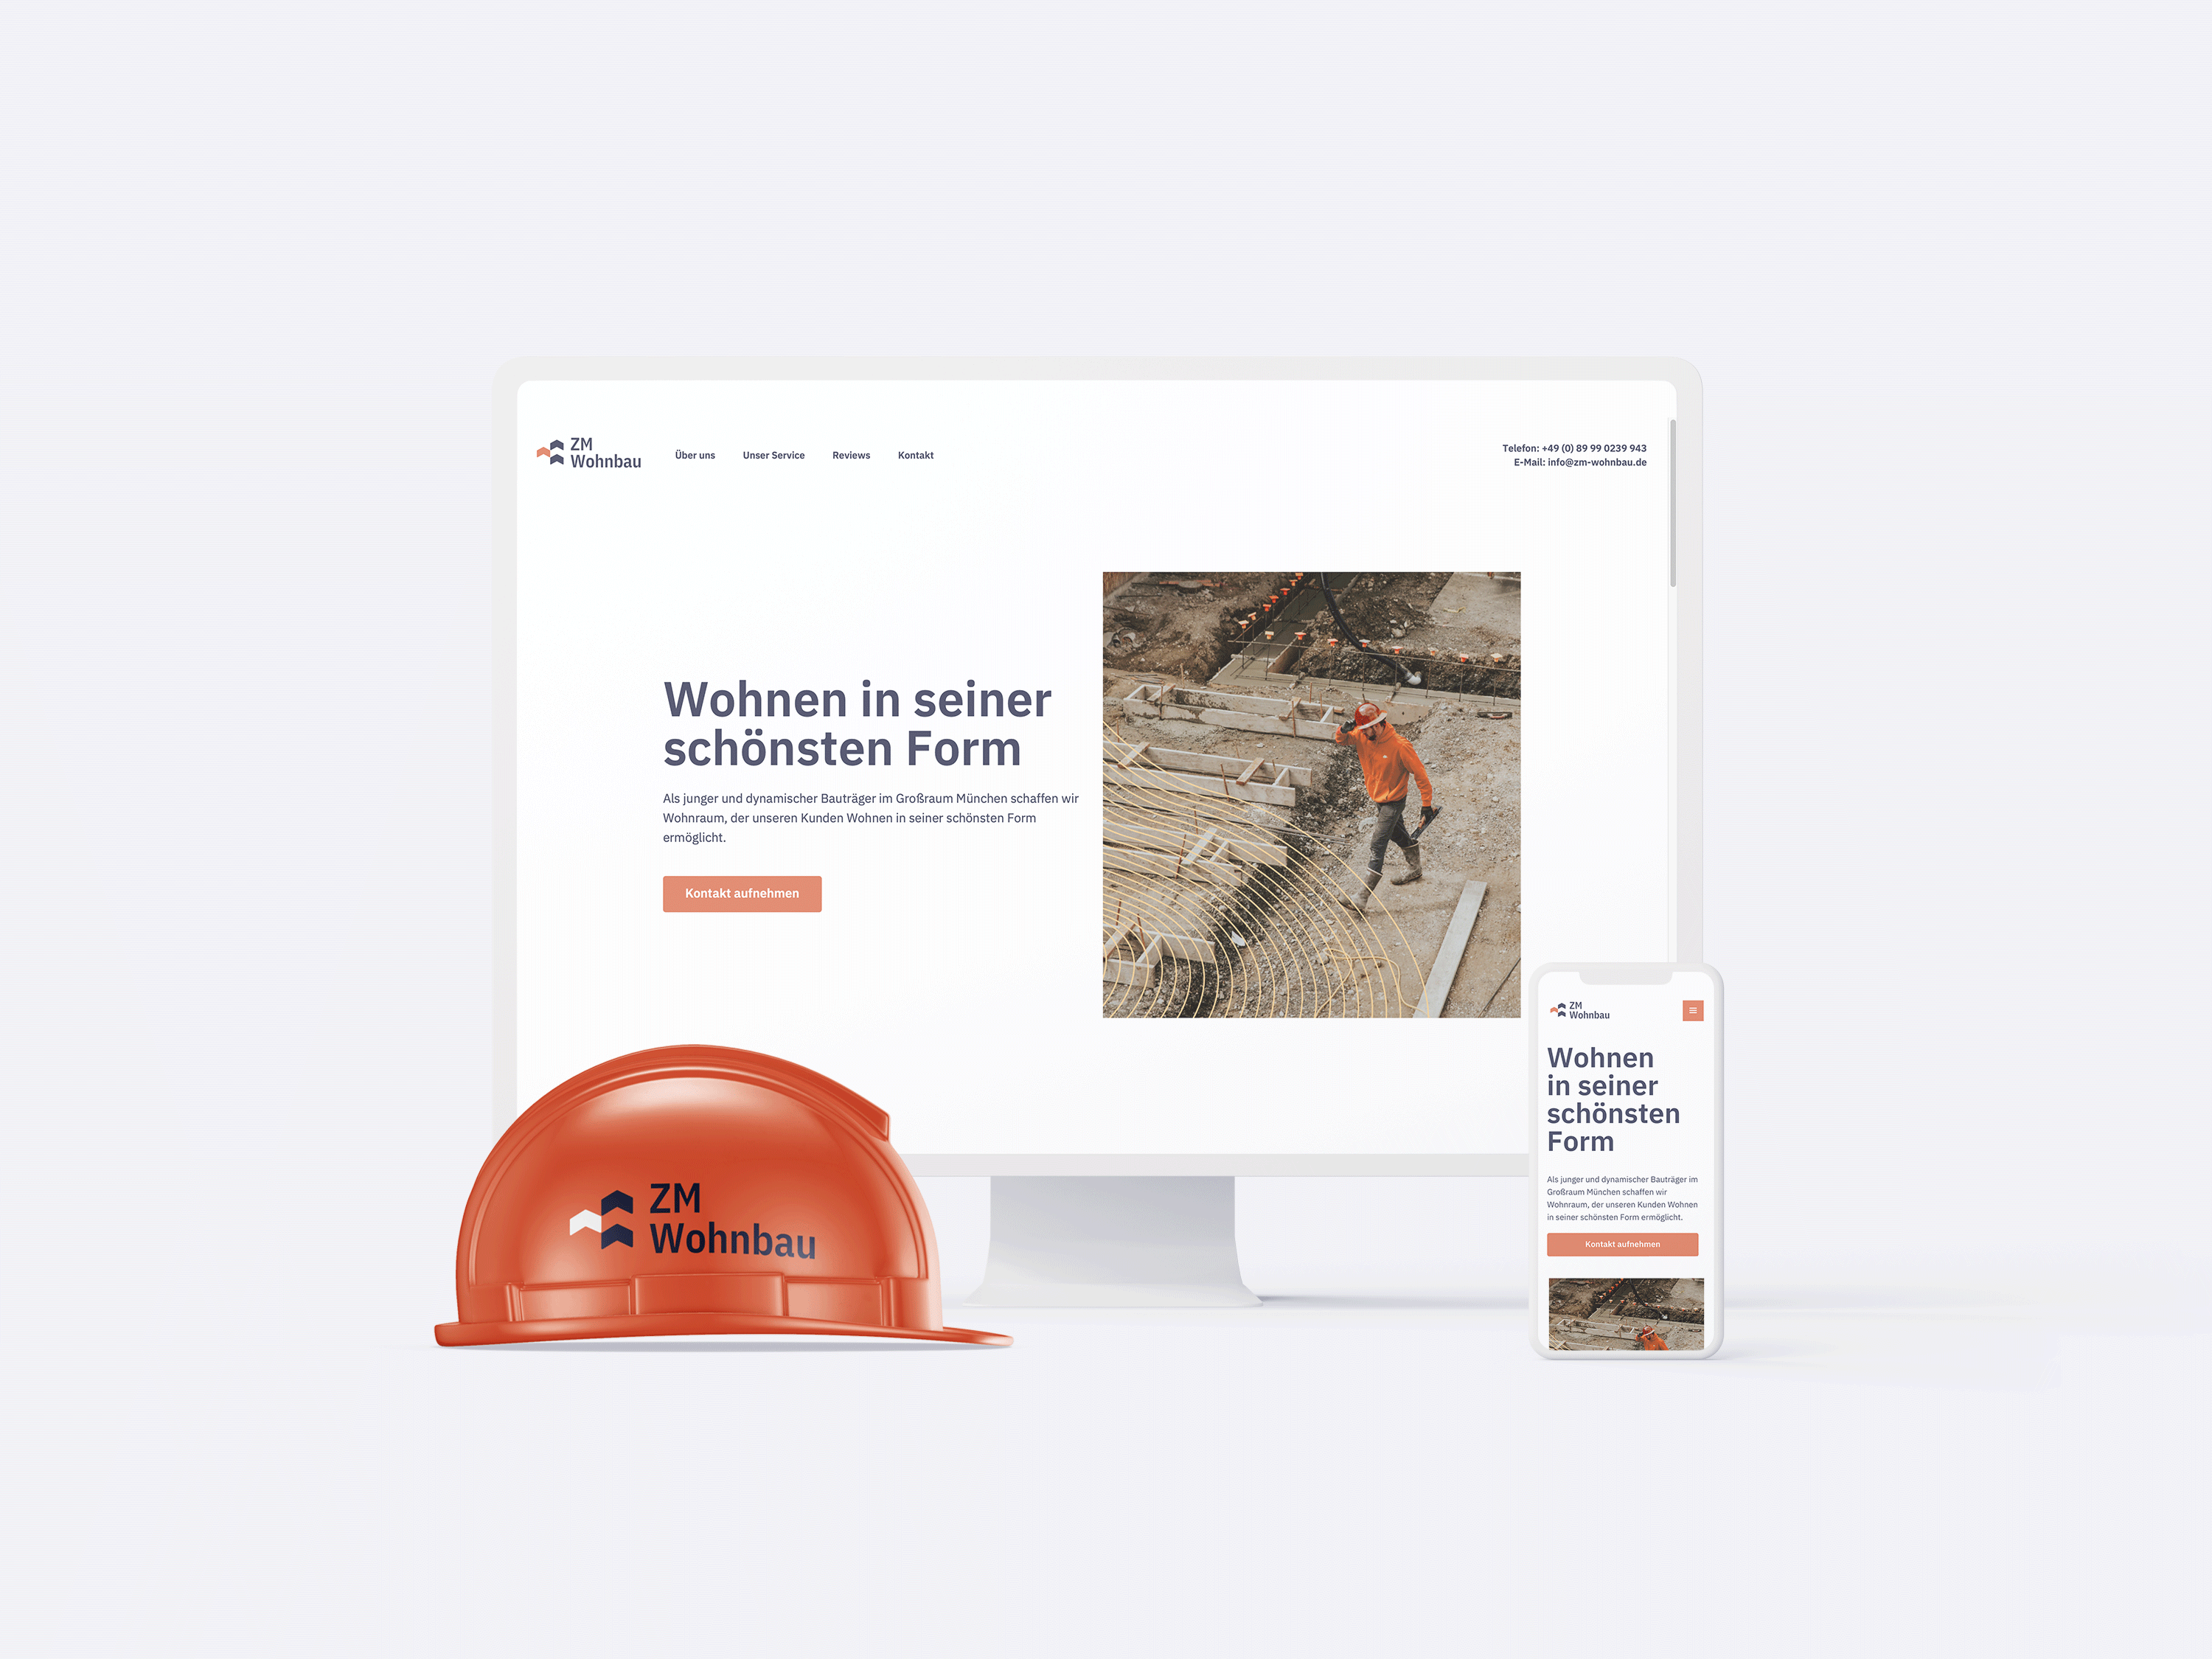 ZM
Wohnbau
Über uns
Unser Service
Reviews
Kontakt
Telefon: +49 (0) 89 99 0239 943
E-Mail: info@zm-wohnbau.de
Wohnen in seiner
schönsten Form
Als junger und dynamischer Bauträger im Großraum München schaffen wir
Wohnraum, der unseren Kunden Wohnen in seiner schönsten Form
ermöglicht.
Kontakt aufnehmen
ZM
Wohnbau
ZM
Wohnbau
Wohnen
in seiner
schönsten
Form
Als junger und dynamischer Bauträger im
Großraum München schaffen wir
Wohnraum, der unseren Kunden Wohnen
in seiner schönsten Form ermöglicht.
Kontakt aufnehmen